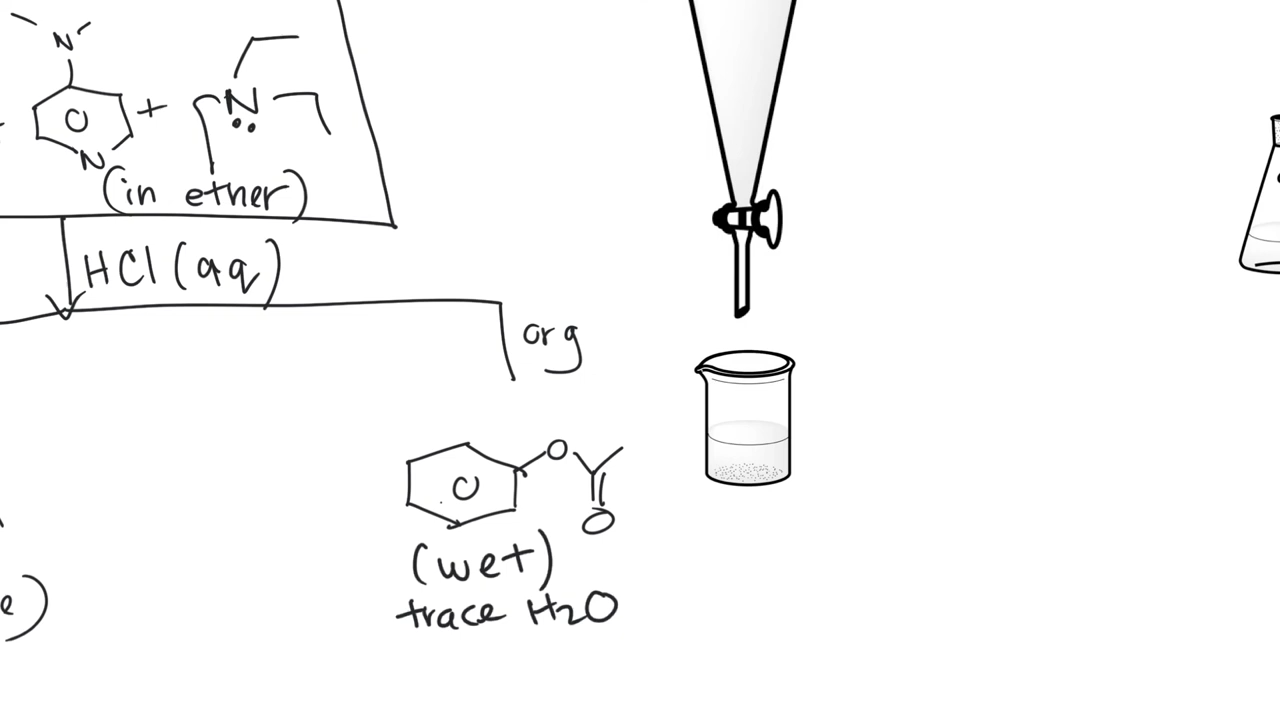 N
+
N
N
(in ether)
HCl (aq)
org
O
O
(wet)
trace H2O
e)